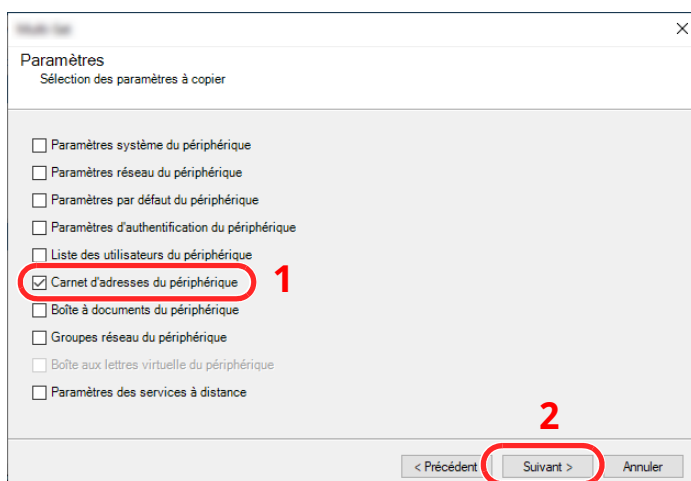 Paramètres
Sélection des paramètres à copier
Paramètres système du périphérique
Paramètres réseau du périphérique
Paramètres par défaut du périphérique
Paramètres d'authentification du périphérique
Liste des utilisateurs du périphérique
Carnet d'adresses du périphérique 1
Boîte à documents du périphérique
Groupes réseau du périphérique
Boîte aux lettres virtuelle du périphérique
Paramètres des services à distance
2
< Précédent Suivant > Annuler